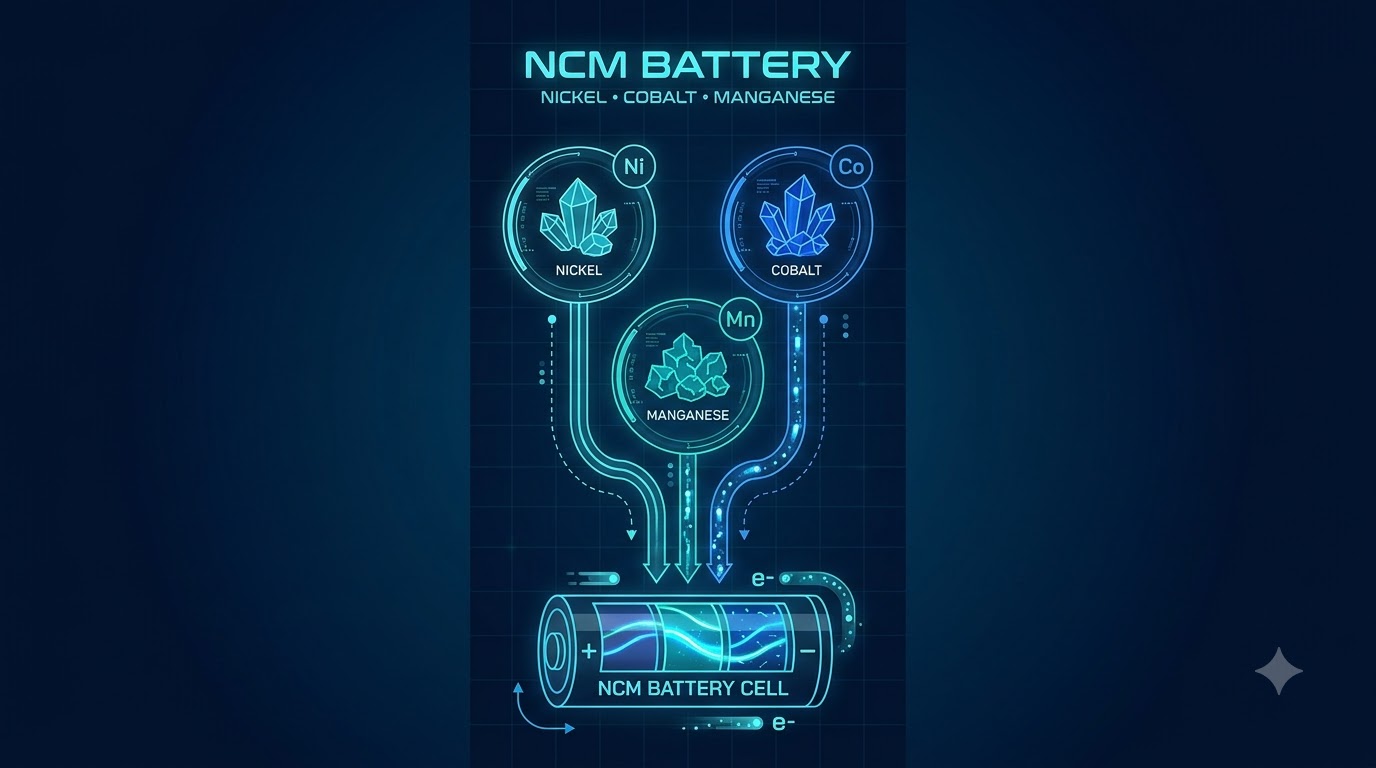 NCM BATTERY
NICKEL • COBALT • MANGANESE
Ni
NICKEL
Co
COBALT
Mn
MANGANESE
e-
+
−
NCM BATTERY CELL
e-